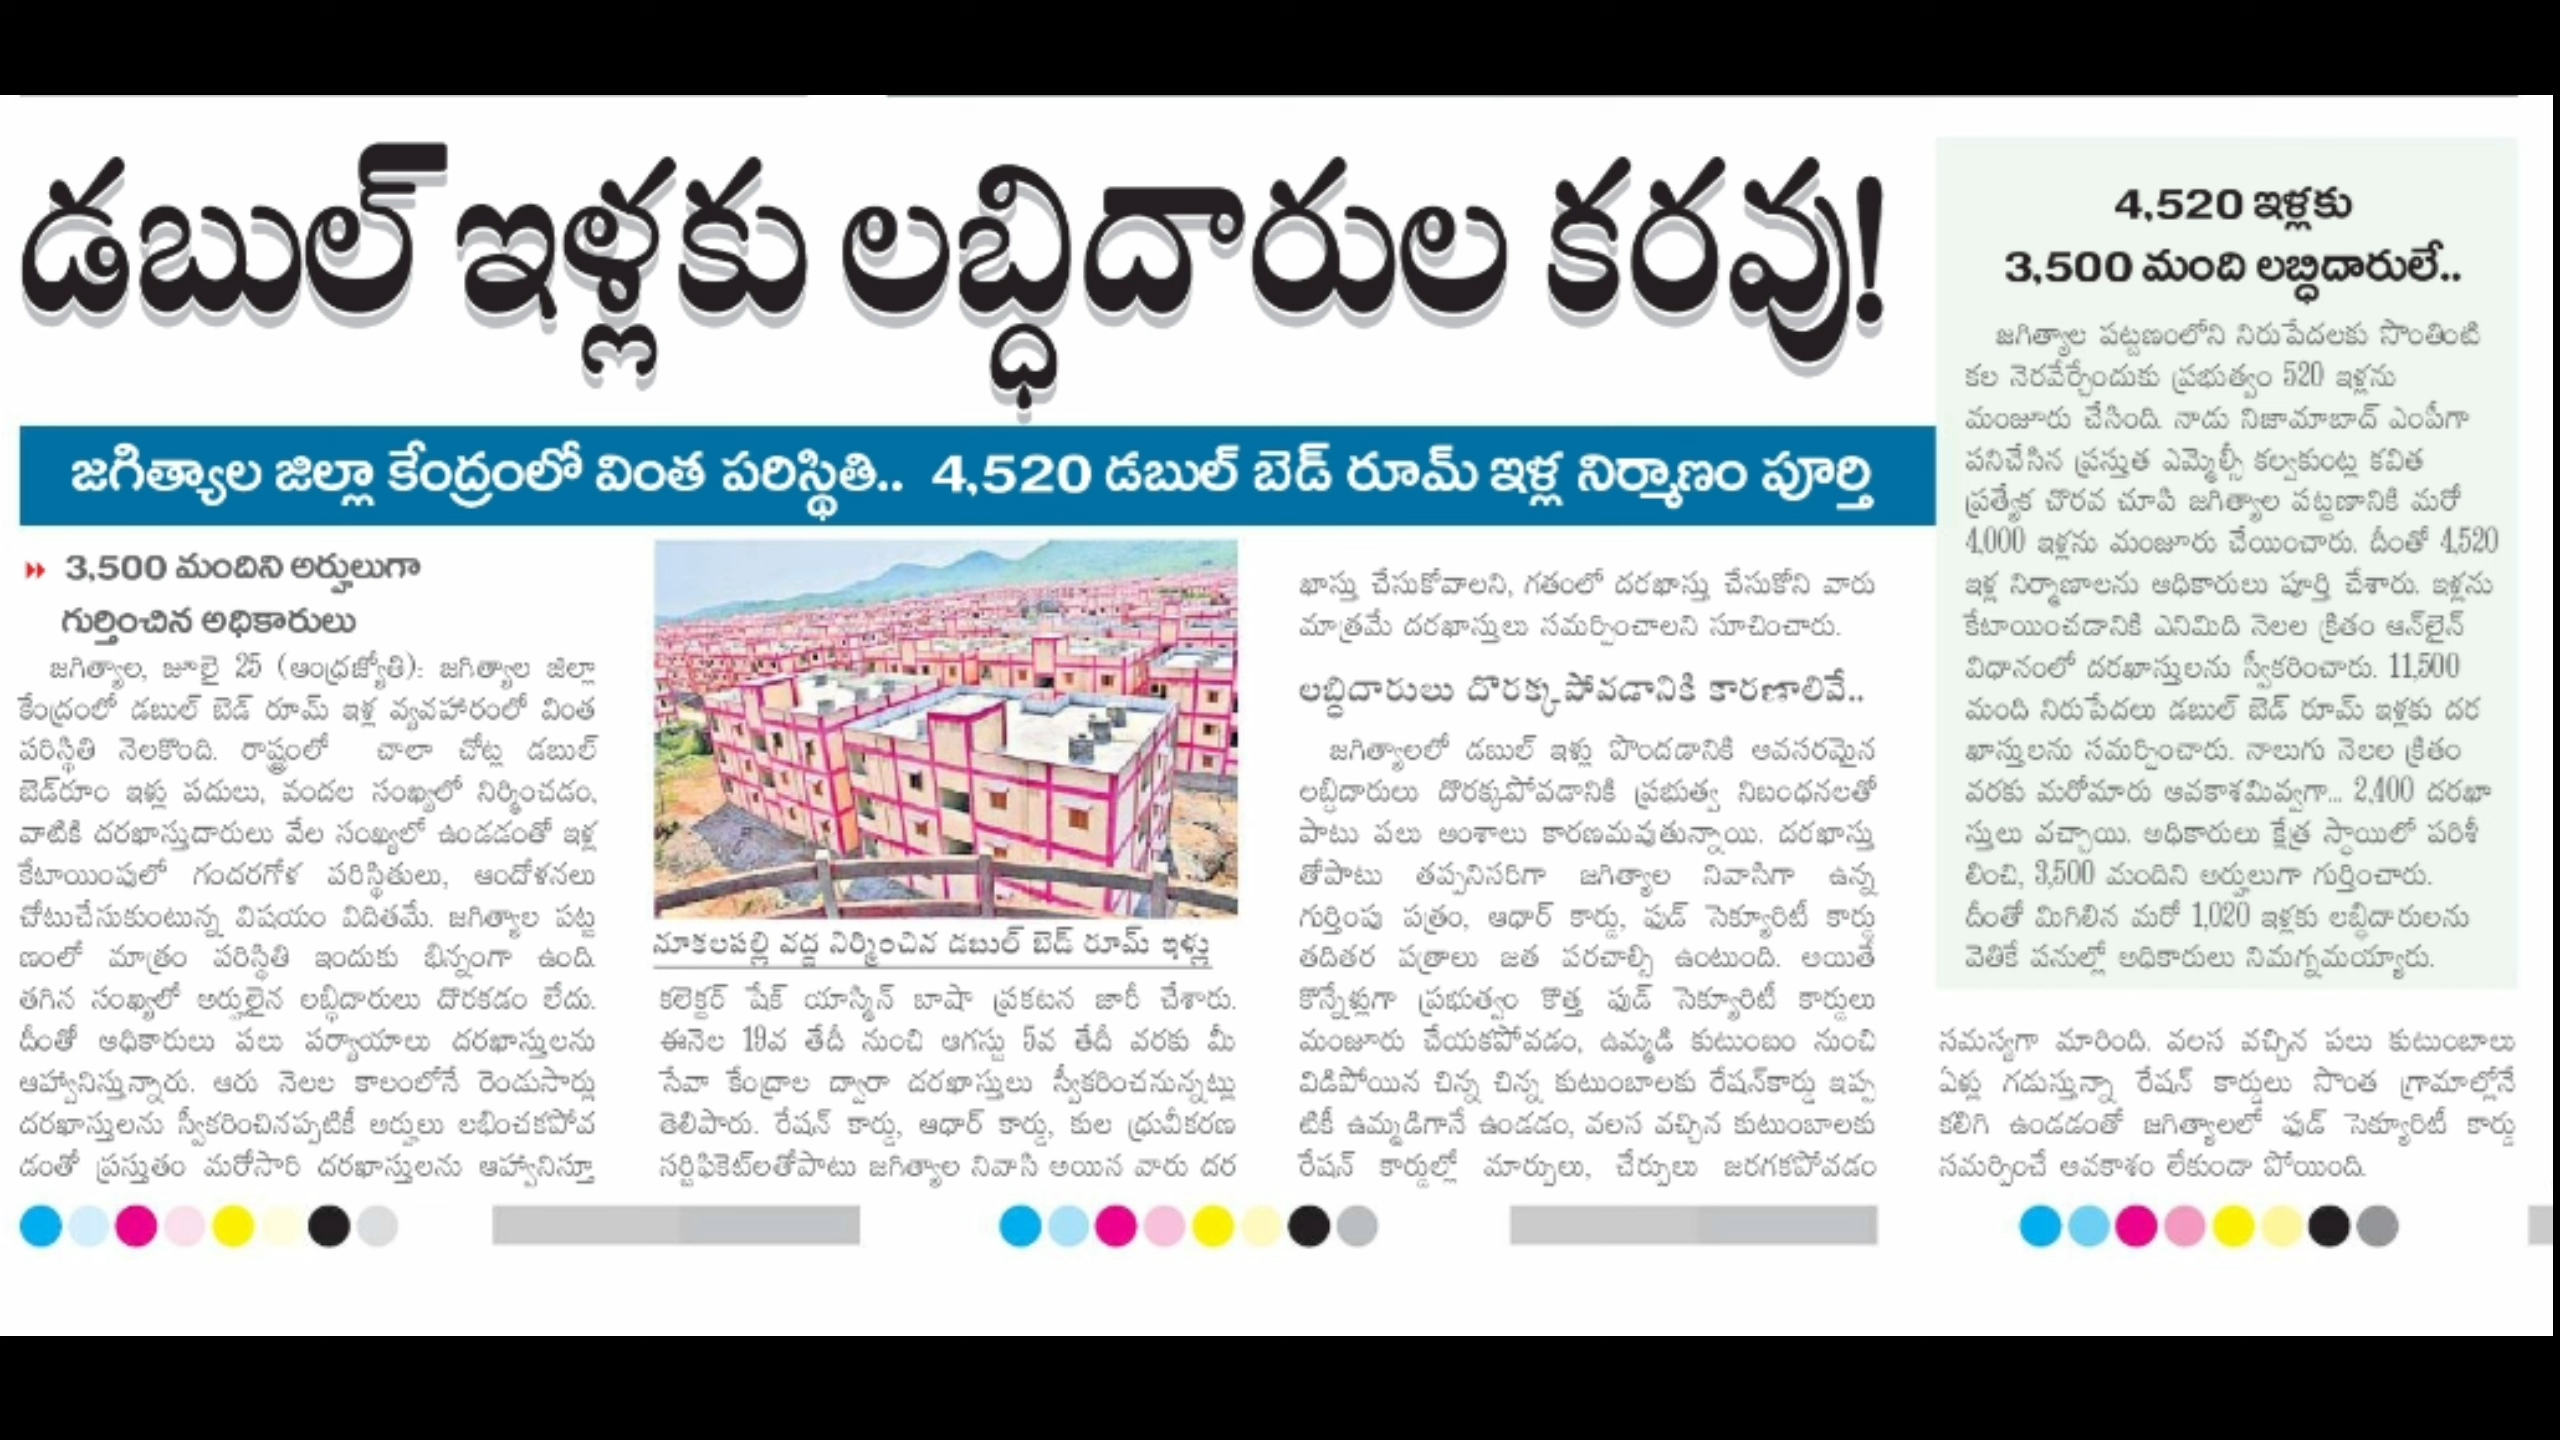 డబుల్ ఇళ్లకు లబ్ధిదారుల కరవు!
జగిత్యాల జిల్లా కేంద్రంలో వింత పరిస్థితి.. 4,520 డబుల్ బెడ్ రూమ్ ఇళ్ల నిర్మాణం పూర్తి
3,500 మందిని అర్హులుగా
గుర్తించిన అధికారులు
జగిత్యాల, జూలై 25 (ఆంధ్రజ్యోతి): జగిత్యాల జిల్లా
కేంద్రంలో డబుల్ బెడ్ రూమ్ ఇళ్ల వ్యవహారంలో వింత
పరిస్థితి నెలకొంది. రాష్ట్రంలో చాలా చోట్ల డబుల్
బెడ్‌రూం ఇళ్లు పదులు, వందల సంఖ్యలో నిర్మించడం,
వాటికి దరఖాస్తుదారులు వేల సంఖ్యలో ఉండడంతో ఇళ్ల
కేటాయింపులో గందరగోళ పరిస్థితులు, ఆందోళనలు
చోటుచేసుకుంటున్న విషయం విదితమే. జగిత్యాల పట్ట
ణంలో మాత్రం పరిస్థితి ఇందుకు భిన్నంగా ఉంది.
తగిన సంఖ్యలో అర్హులైన లబ్ధిదారులు దొరకడం లేదు.
దీంతో అధికారులు పలు పర్యాయాలు దరఖాస్తులను
ఆహ్వానిస్తున్నారు. ఆరు నెలల కాలంలోనే రెండుసార్లు
దరఖాస్తులను స్వీకరించినప్పటికీ అర్హులు లభించకపోవ
డంతో ప్రస్తుతం మరోసారి దరఖాస్తులను ఆహ్వానిస్తూ
నూకలపల్లి వద్ద నిర్మించిన డబుల్ బెడ్ రూమ్ ఇళ్లు
కలెక్టర్ షేక్ యాస్మిన్ బాషా ప్రకటన జారీ చేశారు.
ఈనెల 19వ తేదీ నుంచి ఆగస్టు 5వ తేదీ వరకు మీ
సేవా కేంద్రాల ద్వారా దరఖాస్తులు స్వీకరించనున్నట్లు
తెలిపారు. రేషన్ కార్డు, ఆధార్ కార్డు, కుల ధ్రువీకరణ
సర్టిఫికెట్‌లతోపాటు జగిత్యాల నివాసి అయిన వారు దర
ఖాస్తు చేసుకోవాలని, గతంలో దరఖాస్తు చేసుకోని వారు
మాత్రమే దరఖాస్తులు సమర్పించాలని సూచించారు.
లబ్ధిదారులు దొరక్కపోవడానికి కారణాలివే..
జగిత్యాలలో డబుల్ ఇళ్లు పొందడానికి అవసరమైన
లబ్ధిదారులు దొరక్కపోవడానికి ప్రభుత్వ నిబంధనలతో
పాటు పలు అంశాలు కారణమవుతున్నాయి. దరఖాస్తు
తోపాటు తప్పనిసరిగా జగిత్యాల నివాసిగా ఉన్న
గుర్తింపు పత్రం, ఆధార్ కార్డు, ఫుడ్ సెక్యూరిటీ కార్డు
తదితర పత్రాలు జత పరచాల్సి ఉంటుంది. అయితే
కొన్నేళ్లుగా ప్రభుత్వం కొత్త ఫుడ్ సెక్యూరిటీ కార్డులు
మంజూరు చేయకపోవడం, ఉమ్మడి కుటుంబం నుంచి
విడిపోయిన చిన్న చిన్న కుటుంబాలకు రేషన్‌కార్డు ఇప్ప
టికీ ఉమ్మడిగానే ఉండడం, వలస వచ్చిన కుటుంబాలకు
రేషన్ కార్డుల్లో మార్పులు, చేర్పులు జరగకపోవడం
4,520 ఇళ్లకు
3,500 మంది లబ్ధిదారులే..
జగిత్యాల పట్టణంలోని నిరుపేదలకు సొంతింటి
కల నెరవేర్చేందుకు ప్రభుత్వం 520 ఇళ్లను
మంజూరు చేసింది. నాడు నిజామాబాద్ ఎంపీగా
పనిచేసిన ప్రస్తుత ఎమ్మెల్సీ కల్వకుంట్ల కవిత
ప్రత్యేక చొరవ చూపి జగిత్యాల పట్టణానికి మరో
4,000 ఇళ్లను మంజూరు చేయించారు. దీంతో 4,520
ఇళ్ల నిర్మాణాలను అధికారులు పూర్తి చేశారు. ఇళ్లను
కేటాయించడానికి ఎనిమిది నెలల క్రితం ఆన్‌లైన్
విధానంలో దరఖాస్తులను స్వీకరించారు. 11,500
మంది నిరుపేదలు డబుల్ బెడ్ రూమ్ ఇళ్లకు దర
ఖాస్తులను సమర్పించారు. నాలుగు నెలల క్రితం
వరకు మరోమారు అవకాశమివ్వగా... 2,400 దరఖా
స్తులు వచ్చాయి. అధికారులు క్షేత్ర స్థాయిలో పరిశీ
లించి, 3,500 మందిని అర్హులుగా గుర్తించారు.
దీంతో మిగిలిన మరో 1,020 ఇళ్లకు లబ్ధిదారులను
వెతికే పనుల్లో అధికారులు నిమగ్నమయ్యారు.
సమస్యగా మారింది. వలస వచ్చిన పలు కుటుంబాలు
ఏళ్లు గడుస్తున్నా రేషన్ కార్డులు సొంత గ్రామాల్లోనే
కలిగి ఉండడంతో జగిత్యాలలో ఫుడ్ సెక్యూరిటీ కార్డు
సమర్పించే అవకాశం లేకుండా పోయింది.